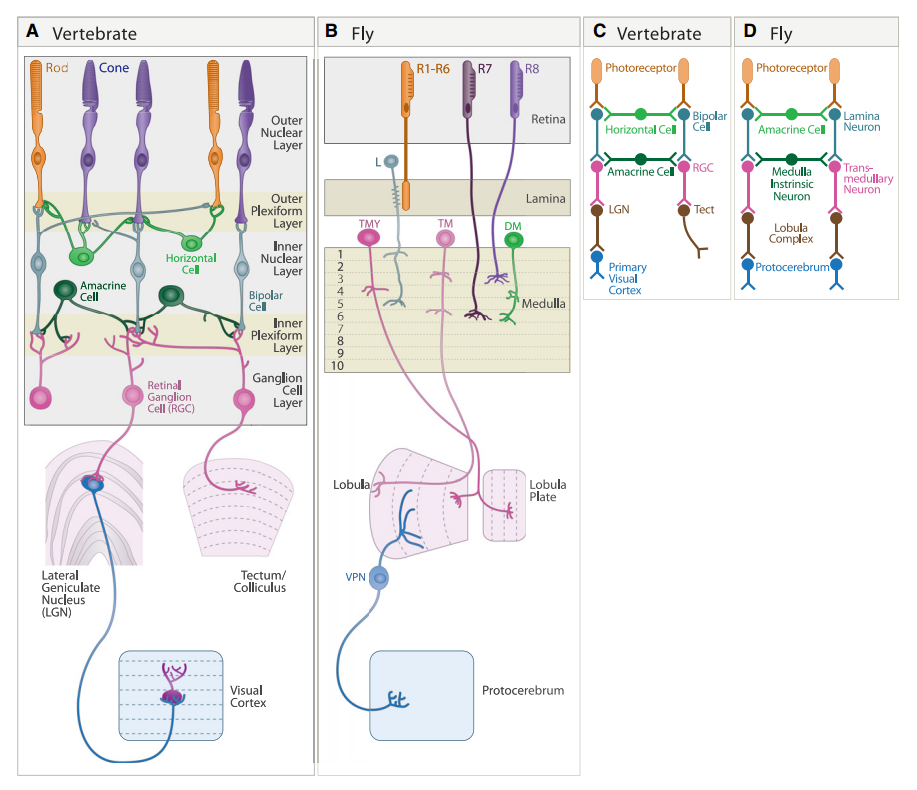 A Vertebrate
Rod
Cone
Outer
Nuclear
Layer
Outer
Plexiform
Layer
Horizontal
Cell
Inner
Nuclear
Layer
Amacrine
Cell
Bipolar
Cell
Inner
Plexiform
Layer
Retinal
Ganglion
Cell (RGC)
Ganglion
Cell
Layer
Lateral
Geniculate
Nucleus
(LGN)
Tectum/
Colliculus
Visual
Cortex
B Fly
R1-R6
R7
R8
Retina
L
Lamina
TMY
TM
DM
1
2
3
4
5
6
7
8
9
10
Medulla
Lobula
Lobula
Plate
VPN
Protocerebrum
C Vertebrate
Photoreceptor
Horizontal Cell
Bipolar
Cell
Amacrine Cell
RGC
LGN
Tect
Primary
Visual
Cortex
D Fly
Photoreceptor
Amacrine Cell
Lamina
Neuron
Medulla
Instrinsic
Neuron
Trans-
medullary
Neuron
Lobula
Complex
Protocerebrum